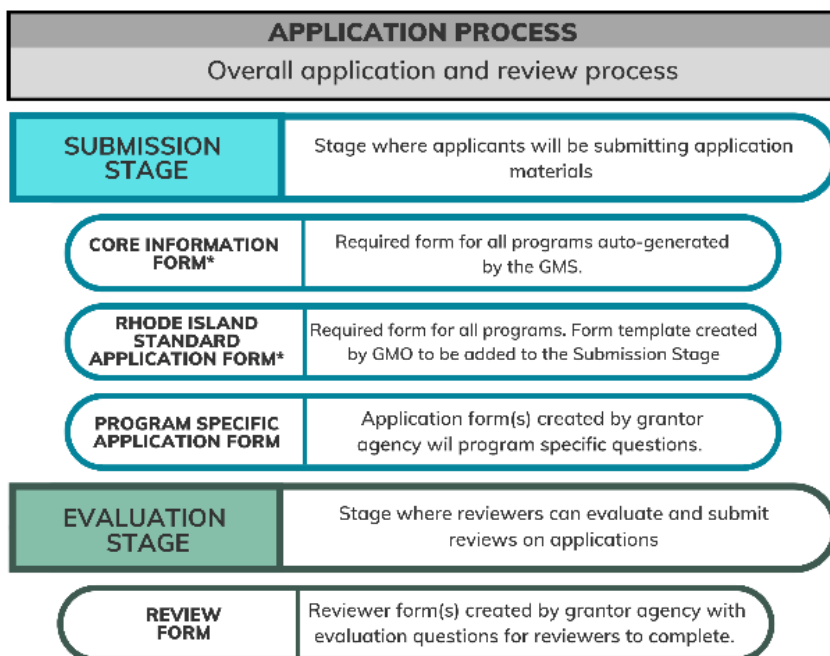 APPLICATION PROCESS
Overall application and review process
SUBMISSION
STAGE
Stage where applicants will be submitting application
materials
CORE INFORMATION
FORM*
Required form for all programs auto-generated
by the GMS.
RHODE ISLAND
STANDARD
APPLICATION FORM*
Required form for all programs. Form template created
by GMO to be added to the Submission Stage
PROGRAM SPECIFIC
APPLICATION FORM
Application form(s) created by grantor
agency wil program specific questions.
EVALUATION
STAGE
Stage where reviewers can evaluate and submit
reviews on applications
REVIEW
FORM
Reviewer form(s) created by grantor agency with
evaluation questions for reviewers to complete.